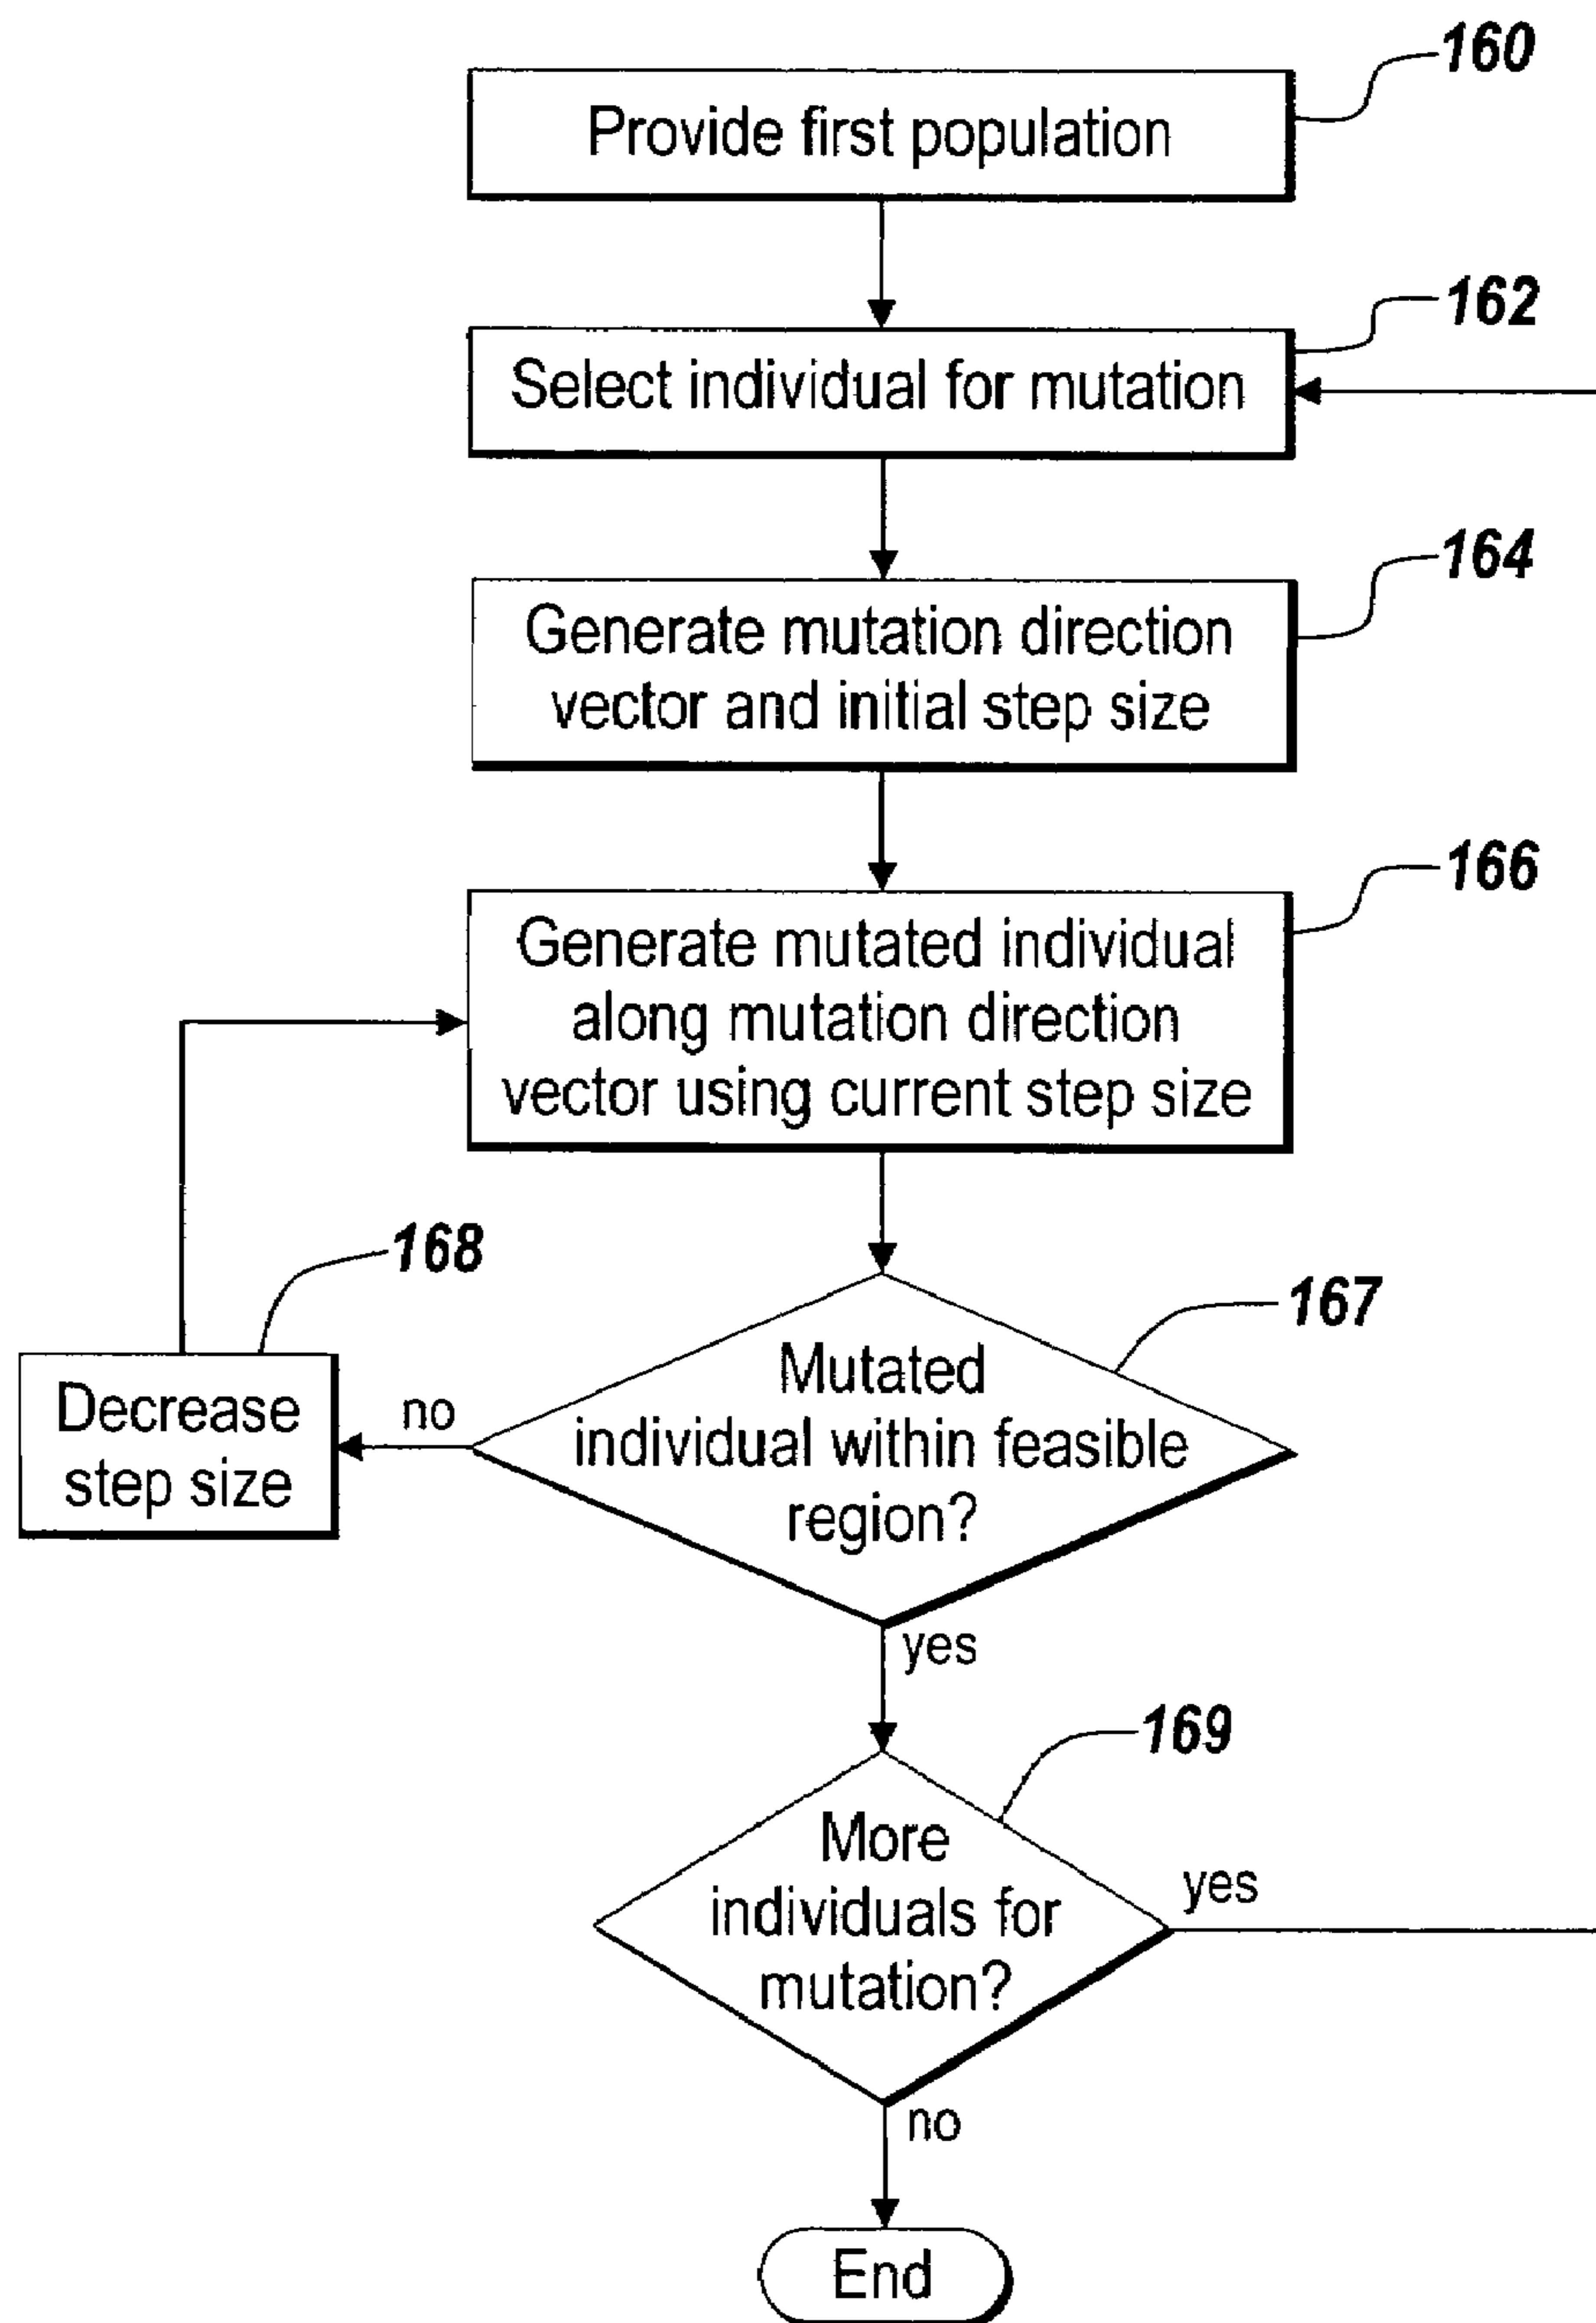 160
Provide first population
162
Select individual for mutation
164
Generate mutation direction
vector and initial step size
166
Generate mutated individual
along mutation direction
vector using current step size
168
167
Decrease
step size
no
Mutated
individual within feasible
region?
yes
169
More
individuals for
mutation?
yes
no
End